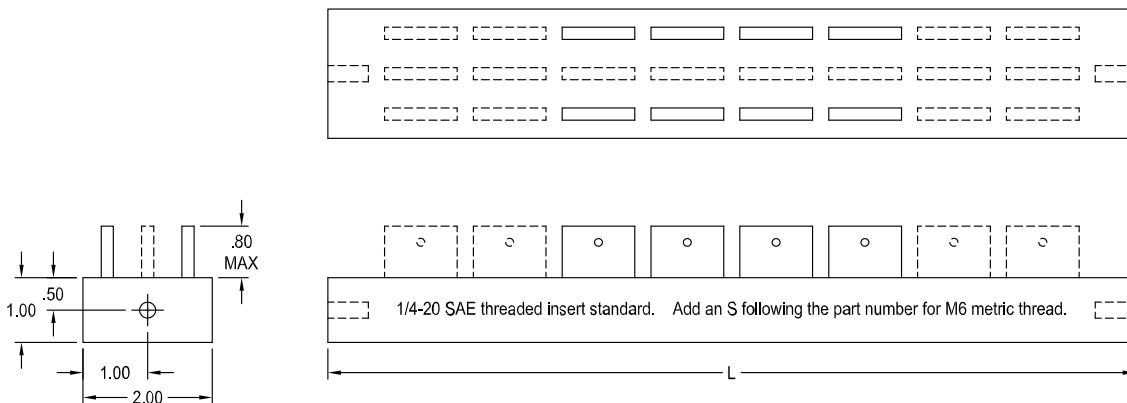 .80
MAX
.50
1.00
1/4-20 SAE threaded insert standard. Add an S following the part number for M6 metric thread.
1.00
L
2.00